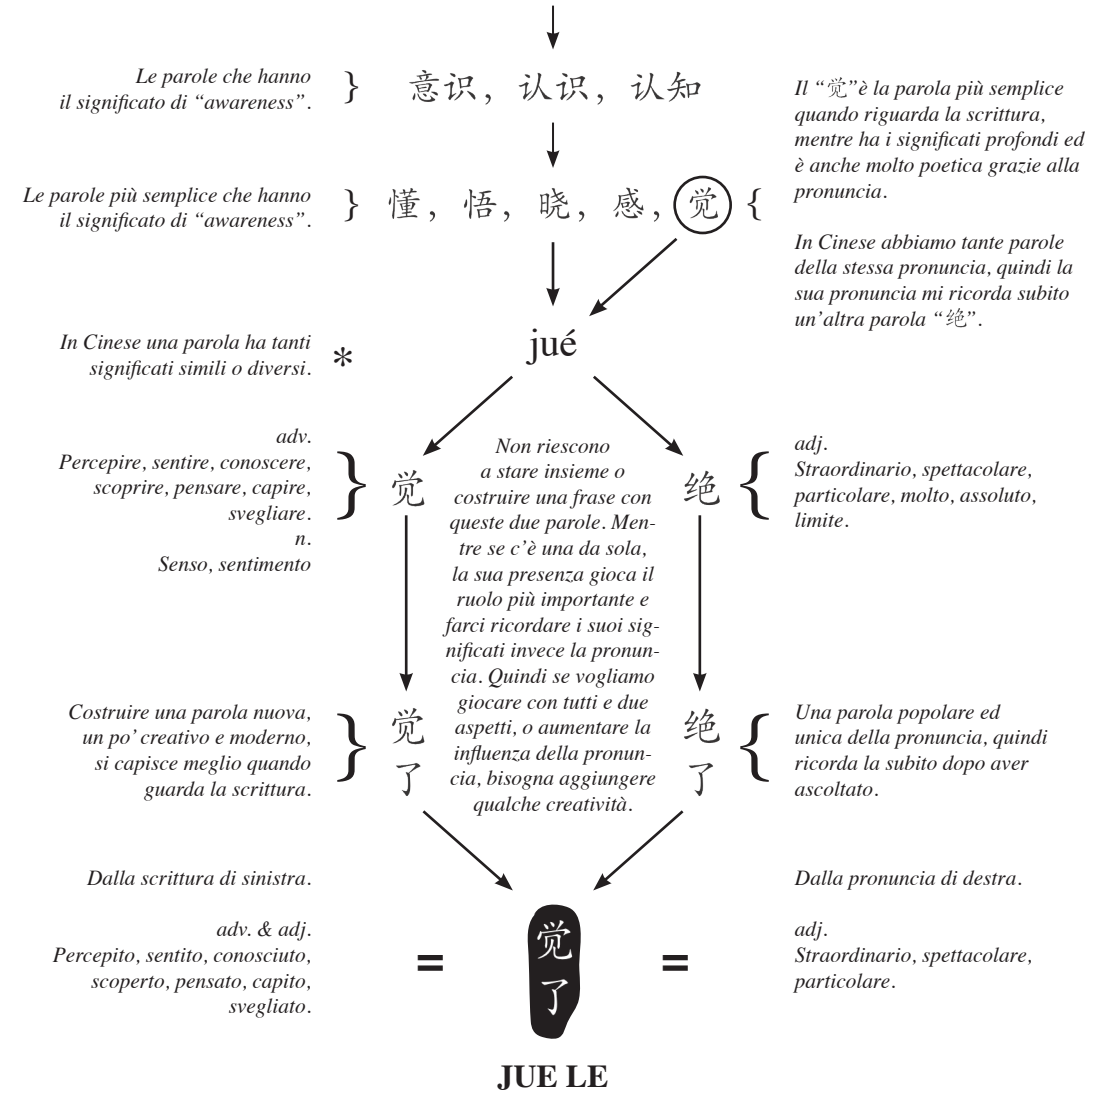 Le parole che hanno
il significato di “awareness”.
}
意识，认识，认知
Il “觉”è la parola più semplice
quando riguarda la scrittura,
mentre ha i significati profondi ed
è anche molto poetica grazie alla
pronuncia.
Le parole più semplice che hanno
il significato di “awareness”.
}
懂，悟，晓，感，觉
{
In Cinese abbiamo tante parole
della stessa pronuncia, quindi la
sua pronuncia mi ricorda subito
un’altra parola “绝”.
In Cinese una parola ha tanti
significati simili o diversi.
*
jué
adv.
Percepire, sentire, conoscere,
scoprire, pensare, capire,
svegliare.
n.
Senso, sentimento
}
觉
Non riescono
a stare insieme o
costruire una frase con
queste due parole. Men-
tre se c’è una da sola,
la sua presenza gioca il
ruolo più importante e
farci ricordare i suoi sig-
nificati invece la pronun-
cia. Quindi se vogliamo
giocare con tutti e due
aspetti, o aumentare la
influenza della pronun-
cia, bisogna aggiungere
qualche creatività.
绝
{
adj.
Straordinario, spettacolare,
particolare, molto, assoluto,
limite.
Costruire una parola nuova,
un po’ creativo e moderno,
si capisce meglio quando
guarda la scrittura.
}
觉
了
绝
了
{
Una parola popolare ed
unica della pronuncia, quindi
ricorda la subito dopo aver
ascoltato.
Dalla scrittura di sinistra.
adv. & adj.
Percepito, sentito, conosciuto,
scoperto, pensato, capito,
svegliato.
=
觉
了
=
Dalla pronuncia di destra.
adj.
Straordinario, spettacolare,
particolare.
JUE LE